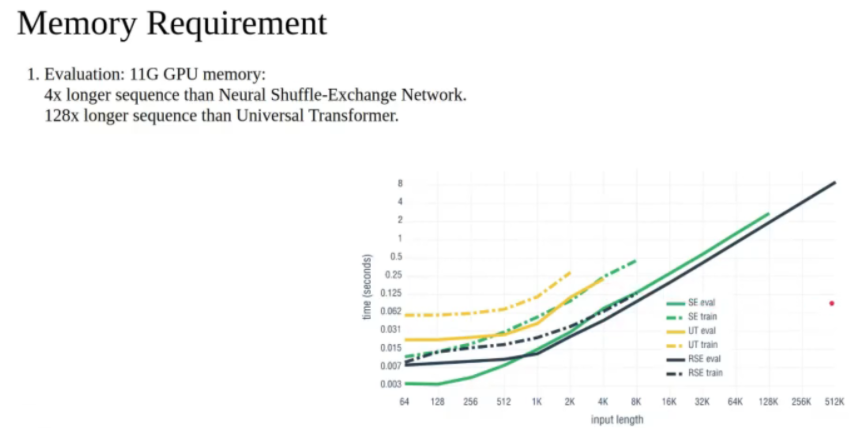 Memory Requirement
1. Evaluation: 11G GPU memory:
4x longer sequence than Neural Shuffle-Exchange Network.
128x longer sequence than Universal Transformer.
8
4
2
1
0.5
0.25
0.125
0.062
0.031
0.015
0.007
0.003
time (seconds)
SE eval
SE train
UT eval
UT train
RSE eval
RSE train
64 128 256 512 1K 2K 4K 8K 16K 32K 64K 128K 256K 512K
input length